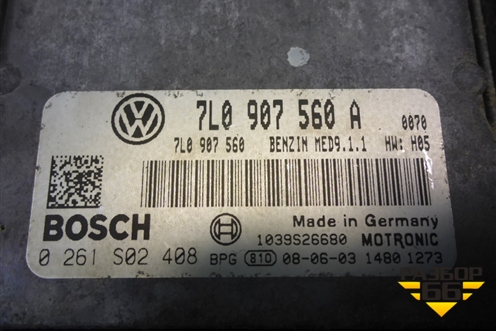 7L0 907 560 A 0070
7L0 907 560 BENZIN MED9.1.1 HW: H05
BOSCH Made in Germany
1039S26680 MOTRONIC
0 261 S02 408 BPG 810 08-06-03 1480 1273
РАЗБОР
66